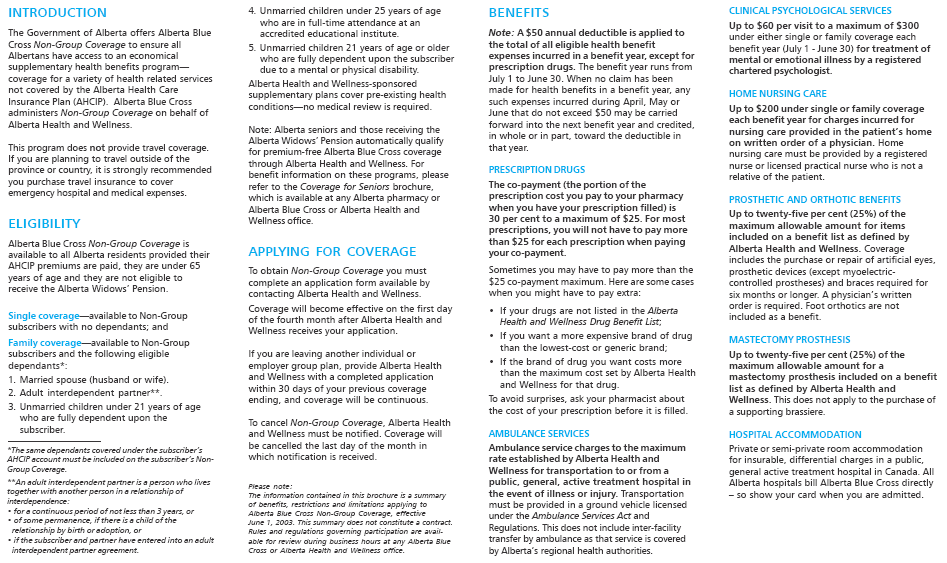 INTRODUCTION
The Government of Alberta offers Alberta Blue
Cross Non-Group Coverage to ensure all
Albertans have access to an economical
supplementary health benefits program—
coverage for a variety of health related services
not covered by the Alberta Health Care
Insurance Plan (AHCIP). Alberta Blue Cross
administers Non-Group Coverage on behalf of
Alberta Health and Wellness.
This program does not provide travel coverage.
If you are planning to travel outside of the
province or country, it is strongly recommended
you purchase travel insurance to cover
emergency hospital and medical expenses.
ELIGIBILITY
Alberta Blue Cross Non-Group Coverage is
available to all Alberta residents provided their
AHCIP premiums are paid, they are under 65
years of age and they are not eligible to
receive the Alberta Widows' Pension.
Single coverage—available to Non-Group
subscribers with no dependants; and
Family coverage—available to Non-Group
subscribers and the following eligible
dependants*:
1. Married spouse (husband or wife).
2. Adult interdependent partner**.
3. Unmarried children under 21 years of age
who are fully dependent upon the
subscriber.
*The same dependants covered under the subscriber's
AHCIP account must be included on the subscriber's Non-
Group Coverage.
**An adult interdependent partner is a person who lives
together with another person in a relationship of
interdependence:
• for a continuous period of not less than 3 years, or
• of some permanence, if there is a child of the
relationship by birth or adoption, or
• if the subscriber and partner have entered into an adult
interdependent partner agreement.
4. Unmarried children under 25 years of age
who are in full-time attendance at an
accredited educational institute.
5. Unmarried children 21 years of age or older
who are fully dependent upon the subscriber
due to a mental or physical disability.
Alberta Health and Wellness-sponsored
supplementary plans cover pre-existing health
conditions—no medical review is required.
Note: Alberta seniors and those receiving the
Alberta Widows' Pension automatically qualify
for premium-free Alberta Blue Cross coverage
through Alberta Health and Wellness. For
benefit information on these programs, please
refer to the Coverage for Seniors brochure,
which is available at any Alberta pharmacy or
Alberta Blue Cross or Alberta Health and
Wellness office.
APPLYING FOR COVERAGE
To obtain Non-Group Coverage you must
complete an application form available by
contacting Alberta Health and Wellness.
Coverage will become effective on the first day
of the fourth month after Alberta Health and
Wellness receives your application.
If you are leaving another individual or
employer group plan, provide Alberta Health
and Wellness with a completed application
within 30 days of your previous coverage
ending, and coverage will be continuous.
To cancel Non-Group Coverage, Alberta Health
and Wellness must be notified. Coverage will
be cancelled the last day of the month in
which notification is received.
Please note:
The information contained in this brochure is a summary
of benefits, restrictions and limitations applying to
Alberta Blue Cross Non-Group Coverage, effective
June 1, 2003. This summary does not constitute a contract.
Rules and regulations governing participation are avail-
able for review during business hours at any Alberta Blue
Cross or Alberta Health and Wellness office.
BENEFITS
Note: A $50 annual deductible is applied to
the total of all eligible health benefit
expenses incurred in a benefit year, except for
prescription drugs. The benefit year runs from
July 1 to June 30. When no claim has been
made for health benefits in a benefit year, any
such expenses incurred during April, May or
June that do not exceed $50 may be carried
forward into the next benefit year and credited,
in whole or in part, toward the deductible in
that year.
PRESCRIPTION DRUGS
The co-payment (the portion of the
prescription cost you pay to your pharmacy
when you have your prescription filled) is
30 per cent to a maximum of $25. For most
prescriptions, you will not have to pay more
than $25 for each prescription when paying
your co-payment.
Sometimes you may have to pay more than the
$25 co-payment maximum. Here are some cases
when you might have to pay extra:
• If your drugs are not listed in the Alberta
Health and Wellness Drug Benefit List;
• If you want a more expensive brand of drug
than the lowest-cost or generic brand;
• If the brand of drug you want costs more
than the maximum cost set by Alberta Health
and Wellness for that drug.
To avoid surprises, ask your pharmacist about
the cost of your prescription before it is filled.
AMBULANCE SERVICES
Ambulance service charges to the maximum
rate established by Alberta Health and
Wellness for transportation to or from a
public, general, active treatment hospital in
the event of illness or injury. Transportation
must be provided in a ground vehicle licensed
under the Ambulance Services Act and
Regulations. This does not include inter-facility
transfer by ambulance as that service is covered
by Alberta's regional health authorities.
CLINICAL PSYCHOLOGICAL SERVICES
Up to $60 per visit to a maximum of $300
under either single or family coverage each
benefit year (July 1 - June 30) for treatment of
mental or emotional illness by a registered
chartered psychologist.
HOME NURSING CARE
Up to $200 under single or family coverage
each benefit year for charges incurred for
nursing care provided in the patient's home
on written order of a physician. Home
nursing care must be provided by a registered
nurse or licensed practical nurse who is not a
relative of the patient.
PROSTHETIC AND ORTHOTIC BENEFITS
Up to twenty-five per cent (25%) of the
maximum allowable amount for items
included on a benefit list as defined by
Alberta Health and Wellness. Coverage
includes the purchase or repair of artificial eyes,
prosthetic devices (except myoelectric-
controlled prostheses) and braces required for
six months or longer. A physician's written
order is required. Foot orthotics are not
included as a benefit.
MASTECTOMY PROSTHESIS
Up to twenty-five per cent (25%) of the
maximum allowable amount for a
mastectomy prosthesis included on a benefit
list as defined by Alberta Health and
Wellness. This does not apply to the purchase of
a supporting brassiere.
HOSPITAL ACCOMMODATION
Private or semi-private room accommodation
for insurable, differential charges in a public,
general active treatment hospital in Canada. All
Alberta hospitals bill Alberta Blue Cross directly
– so show your card when you are admitted.